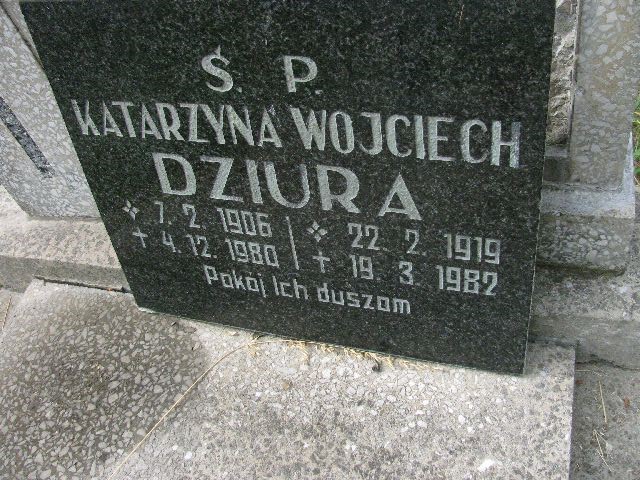 Ś. P.
KATARZYNA WOJCIECH
DZIURA
7. 2. 1906 22. 2. 1919
4. 12. 1980 19. 3. 1982
Pokój Ich duszom